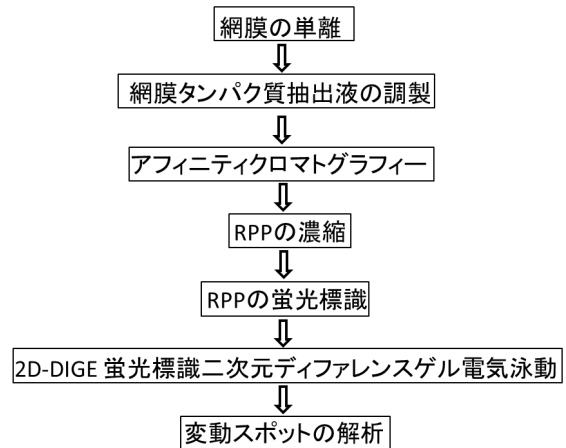 網膜の単離
網膜タンパク質抽出液の調製
アフィニティクロマトグラフィー
RPPの濃縮
RPPの蛍光標識
2D-DIGE 蛍光標識二次元ディファレンスゲル電気泳動
変動スポットの解析